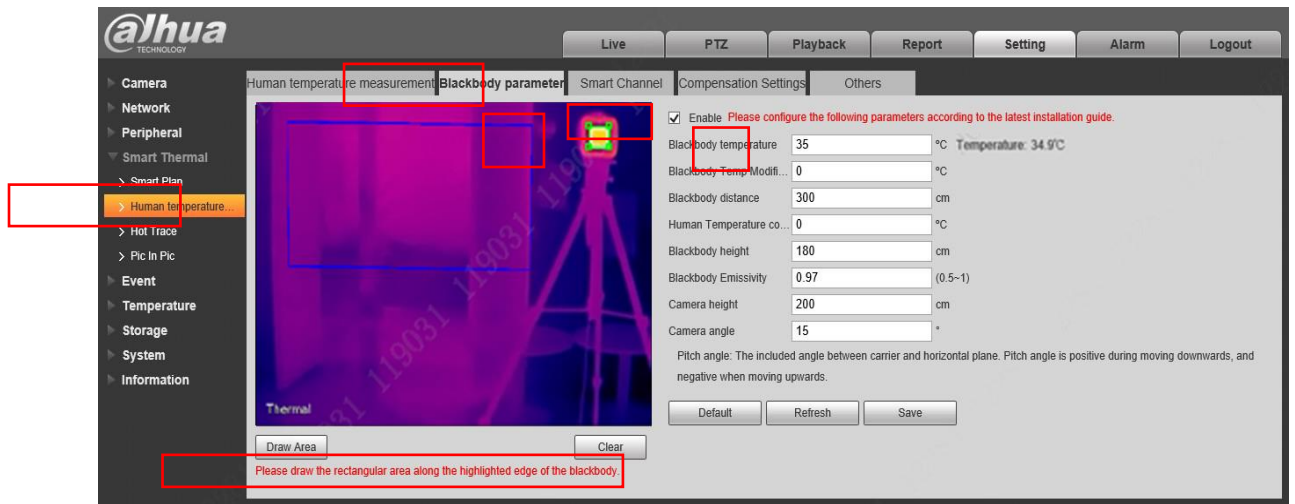 alhua
TECHNOLOGY
Live PTZ Playback Report Setting Alarm Logout
Camera
Network
Peripheral
Smart Thermal
Smart Plan
Human temperature...
Hot Trace
Pic In Pic
Event
Temperature
Storage
System
Information
Human temperature measurement Blackbody parameter Smart Channel Compensation Settings Others
119031 119031 119031
Thermal
Draw Area Clear
Please draw the rectangular area along the highlighted edge of the blackbody.
Enable Please configure the following parameters according to the latest installation guide.
Blackbody temperature 35 °C Temperature: 34.9°C
Blackbody Temp Modifi... 0 °C
Blackbody distance 300 cm
Human Temperature co... 0 °C
Blackbody height 180 cm
Blackbody Emissivity 0.97 (0.5~1)
Camera height 200 cm
Camera angle 15 °
Pitch angle: The included angle between carrier and horizontal plane. Pitch angle is positive during moving downwards, and
negative when moving upwards.
Default Refresh Save